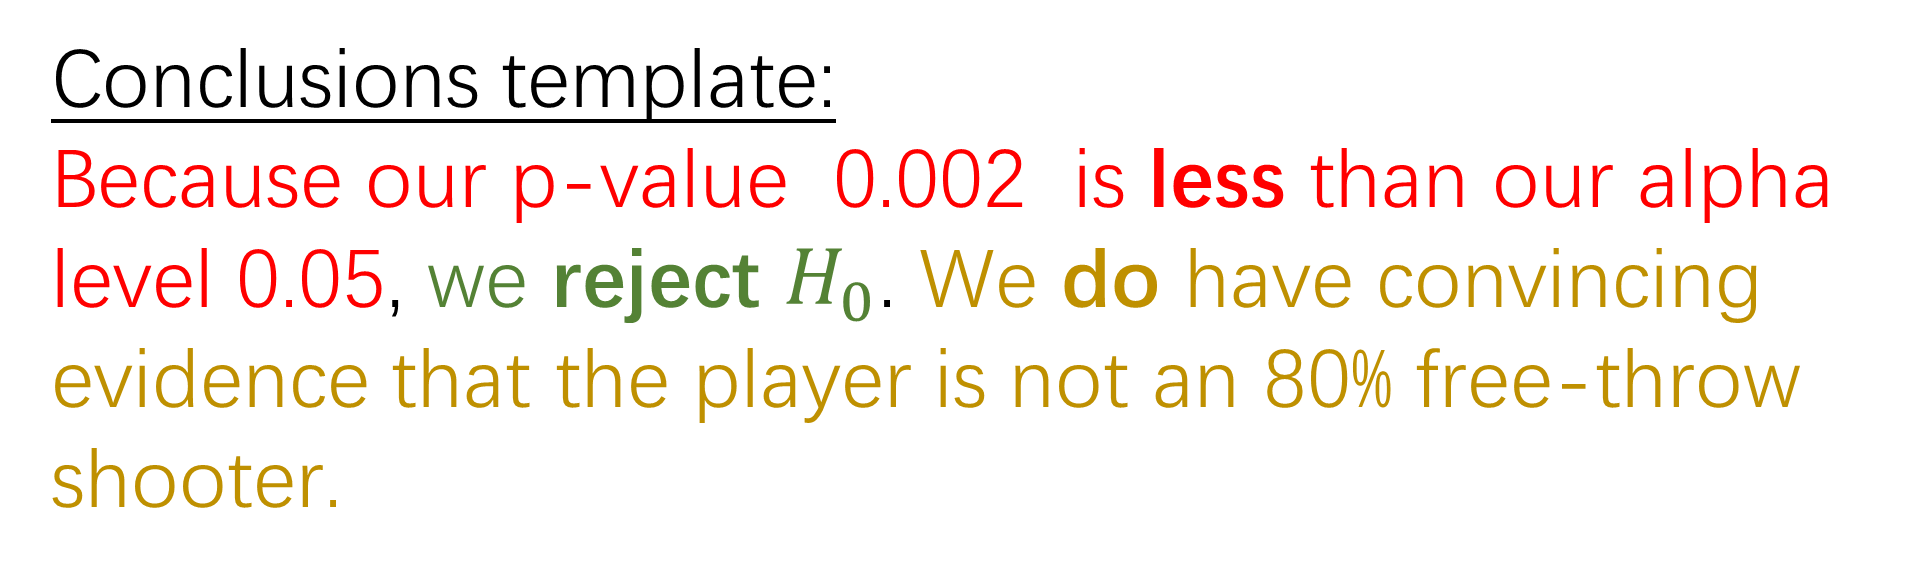 Conclusions template:
Because our p-value 0.002 is less than our alpha
level 0.05, we reject H₀. We do have convincing
evidence that the player is not an 80% free-throw
shooter.